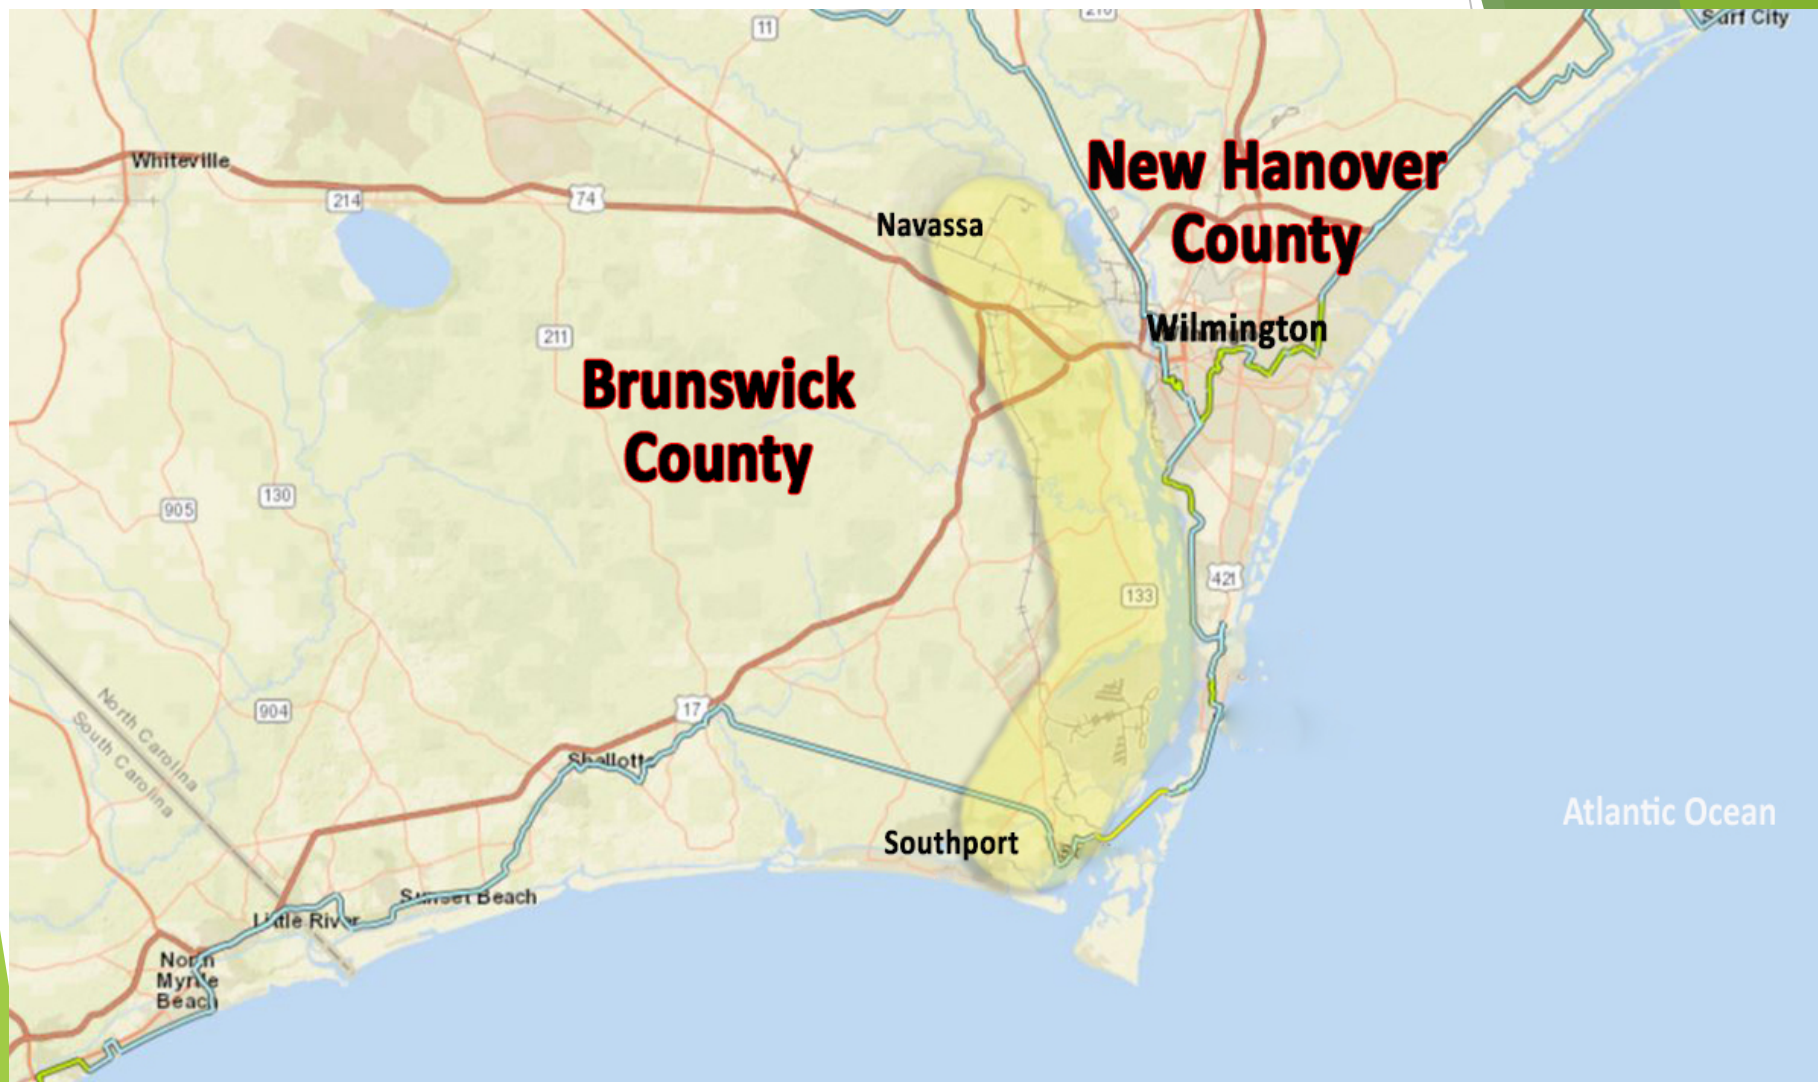 Surf City
11
210
New Hanover
County
Whiteville
214
74
Navassa
Wilmington
211
Brunswick
County
905
130
421
133
North Carolina
South Carolina
904
17
Shallotte
Atlantic Ocean
Southport
Sunset Beach
Little River
North
Myrtle
Beach